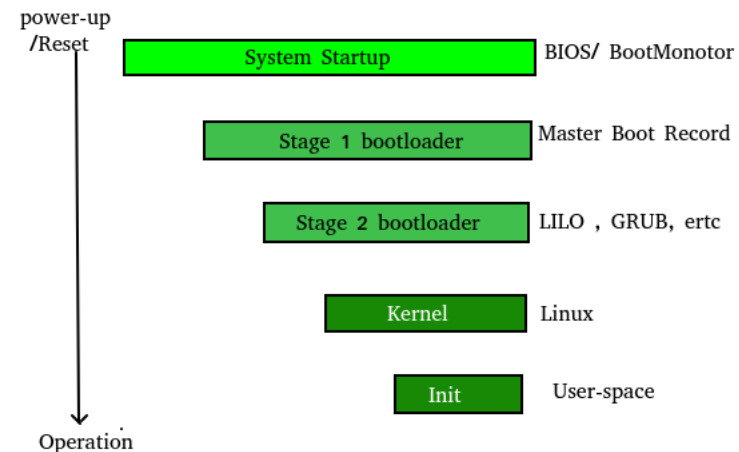 power-up
/Reset
System Startup
BIOS/ BootMonotor
Stage 1 bootloader
Master Boot Record
Stage 2 bootloader
LILO , GRUB, ertc
Kernel
Linux
Init
User-space
Operation